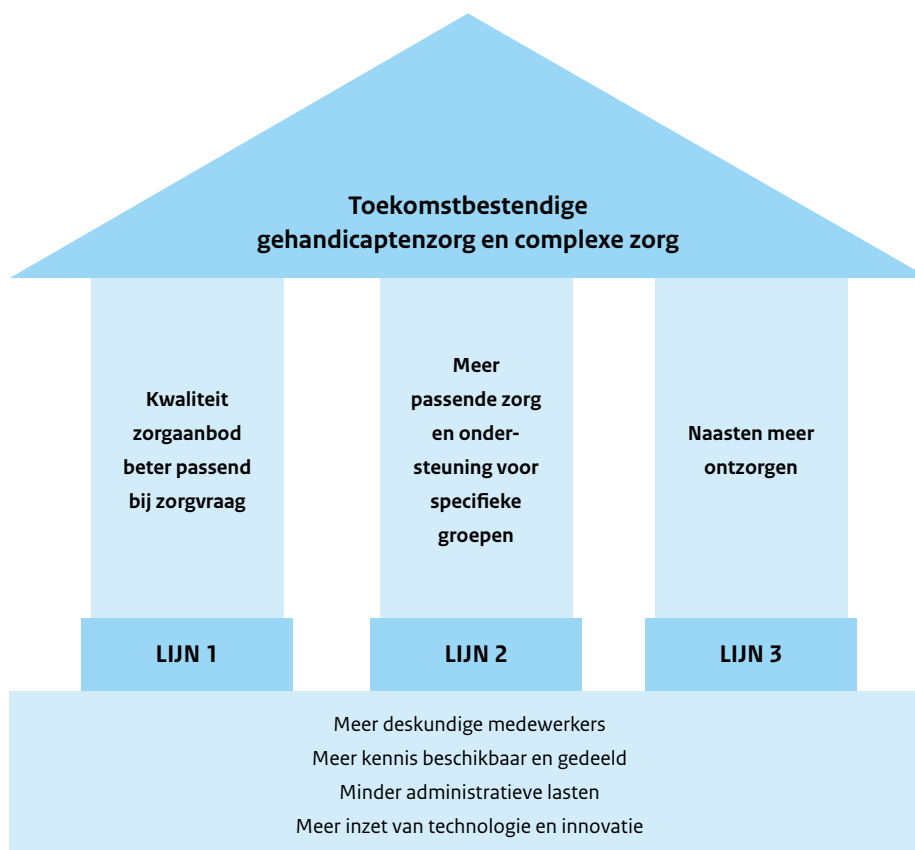 Toekomstbestendige
gehandicaptenzorg en complexe zorg
Kwaliteit
zorgaanbod
beter passend
bij zorgvraag
Meer
passende zorg
en onder-
steuning voor
specifieke
groepen
Naasten meer
ontzorgen
LIJN 1
LIJN 2
LIJN 3
Meer deskundige medewerkers
Meer kennis beschikbaar en gedeeld
Minder administratieve lasten
Meer inzet van technologie en innovatie